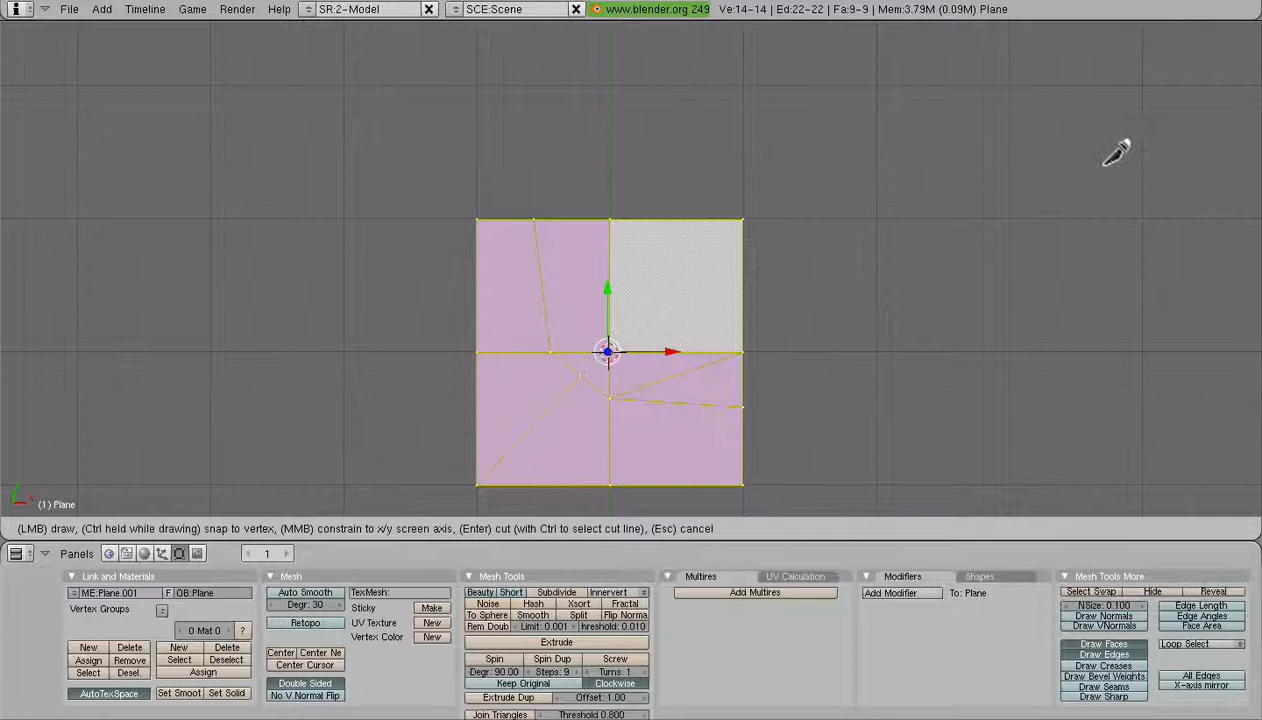 File Add Timeline Game Render Help SR:2-Model SCE:Scene www.blender.org 249 Ve:14-14 | Ed:22-22 | Fa:9-9 | Mem:3.79M (0.09M) Plane
(1) Plane
(LMB) draw, (Ctrl held while drawing) snap to vertex, (MMB) constrain to x/y screen axis, (Enter) cut (with Ctrl to select cut line), (Esc) cancel
Panels 1
Link and Materials
ME:Plane.001 F OB:Plane
Vertex Groups
0 Mat 0 ?
New Delete New Delete
Assign Remove Select Deselect
Select Desel. Assign
AutoTexSpace Set Smoot Set Solid
Mesh
Auto Smooth TexMesh:
Degr: 30 Sticky Make
Retopo UV Texture New
Vertex Color New
Center Center Ne
Center Cursor
Double Sided
No V.Normal Flip
Mesh Tools
Beauty Short Subdivide Innervert
Noise Hash Xsort Fractal
To Sphere Smooth Split Flip Norma
Rem Doub Limit: 0.001 hreshold: 0.010
Extrude
Spin Spin Dup Screw
Degr: 90.00 Steps: 9 Turns: 1
Keep Original Clockwise
Extrude Dup Offset: 1.00
Join Triangles Threshold 0.800
Multires UV Calculation
Add Multires
Modifiers Shapes
Add Modifier To: Plane
Mesh Tools More
Select Swap Hide Reveal
NSize: 0.100 Edge Length
Draw Normals Edge Angles
Draw VNormals Face Area
Draw Faces Loop Select
Draw Edges
Draw Creases
Draw Bevel Weights All Edges
Draw Seams X-axis mirror
Draw Sharp